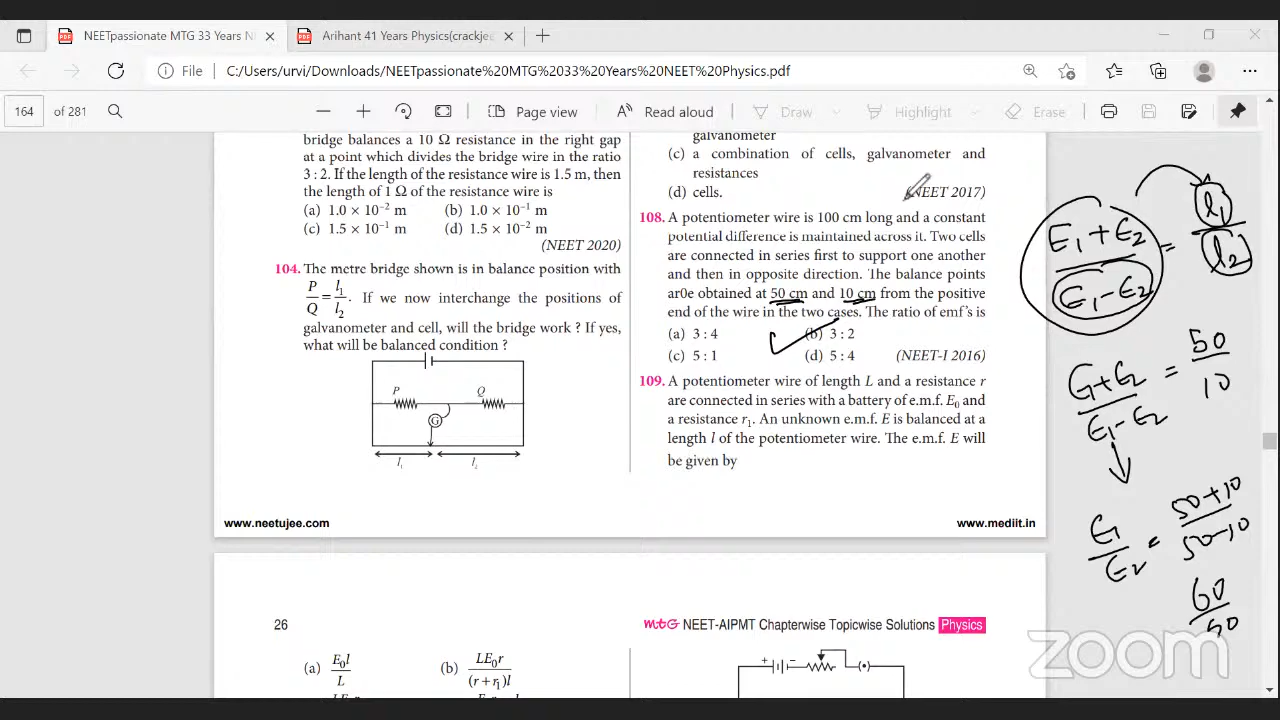 NEETpassionate MTG 33 Years N
Arihant 41 Years Physics(crackjee
File
C:/Users/urvi/Downloads/NEETpassionate%20MTG%2033%20Years%20NEET%20Physics.pdf
164 of 281
Page view
Read aloud
Draw
Highlight
Erase
bridge balances a 10 Ω resistance in the right gap
at a point which divides the bridge wire in the ratio
3 : 2. If the length of the resistance wire is 1.5 m, then
the length of 1 Ω of the resistance wire is
(a) 1.0 × 10⁻² m (b) 1.0 × 10⁻¹ m
(c) 1.5 × 10⁻¹ m (d) 1.5 × 10⁻² m
(NEET 2020)
104. The metre bridge shown is in balance position with
P/Q = l₁/l₂. If we now interchange the positions of
galvanometer and cell, will the bridge work ? If yes,
what will be balanced condition ?
P Q
G
l₁ l₂
www.neetujee.com
galvanometer
(c) a combination of cells, galvanometer and
resistances
(d) cells. (NEET 2017)
108. A potentiometer wire is 100 cm long and a constant
potential difference is maintained across it. Two cells
are connected in series first to support one another
and then in opposite direction. The balance points
ar0e obtained at 50 cm and 10 cm from the positive
end of the wire in the two cases. The ratio of emf's is
(a) 3 : 4 (b) 3 : 2
(c) 5 : 1 (d) 5 : 4 (NEET-I 2016)
109. A potentiometer wire of length L and a resistance r
are connected in series with a battery of e.m.f. E₀ and
a resistance r₁. An unknown e.m.f. E is balanced at a
length l of the potentiometer wire. The e.m.f. E will
be given by
www.mediit.in
E₁ + E₂ / E₁ - E₂ = l₁ / l₂
E₁ + E₂ / E₁ - E₂ = 50 / 10
E₁ / E₂ = 50 + 10 / 50 - 10
60
26
mtG NEET-AIPMT Chapterwise Topicwise Solutions Physics
(a) E₀l / L (b) LE₀r / (r + r₁)l
+ −
zoom